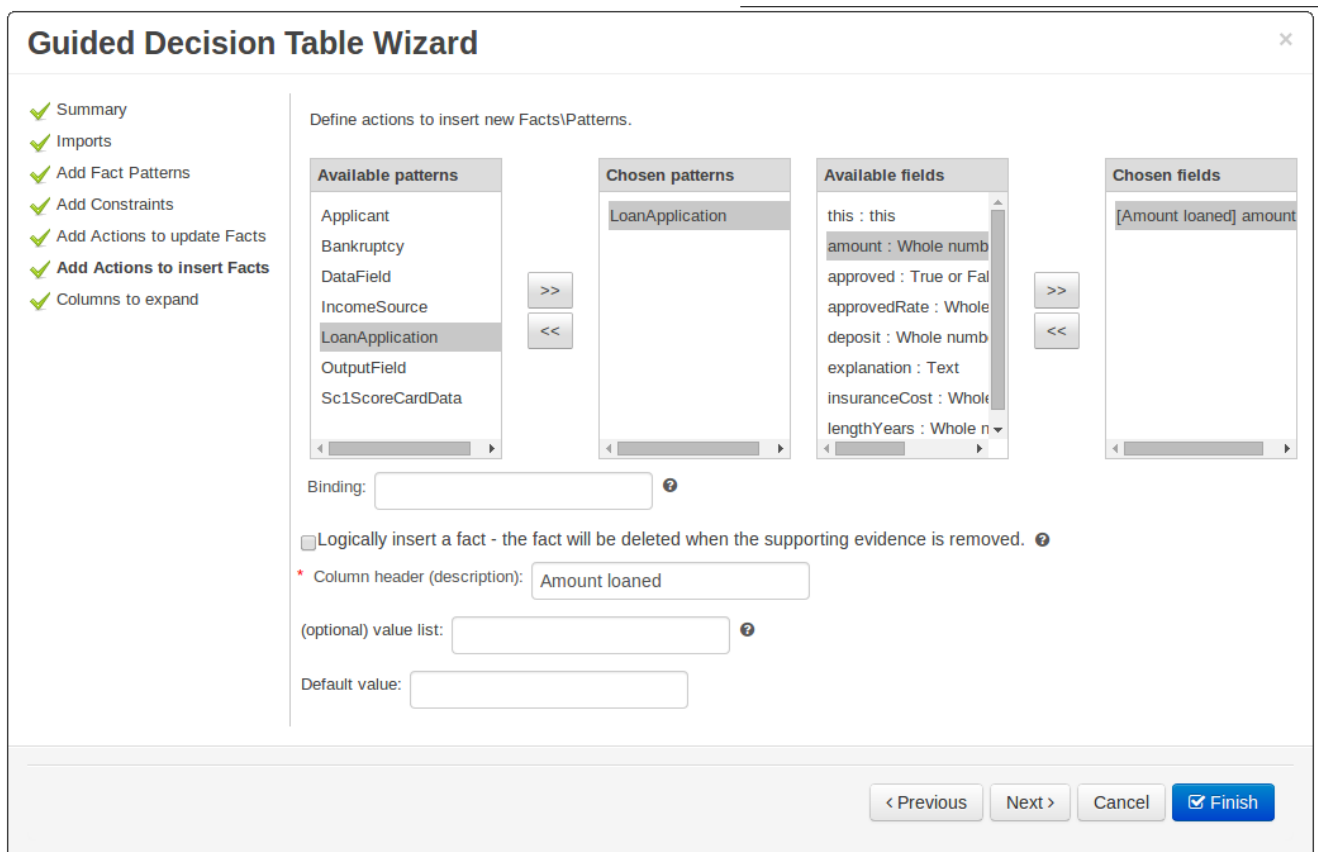 Guided Decision Table Wizard
×
Summary
Imports
Add Fact Patterns
Add Constraints
Add Actions to update Facts
Add Actions to insert Facts
Columns to expand
Define actions to insert new Facts\Patterns.
Available patterns
Applicant
Bankruptcy
DataField
IncomeSource
LoanApplication
OutputField
Sc1ScoreCardData
>>
<<
Chosen patterns
LoanApplication
Available fields
this : this
amount : Whole numb
approved : True or Fal
approvedRate : Whole
deposit : Whole numb
explanation : Text
insuranceCost : Whole
lengthYears : Whole n
>>
<<
Chosen fields
[Amount loaned] amount
Binding:
Logically insert a fact - the fact will be deleted when the supporting evidence is removed.
* Column header (description): Amount loaned
(optional) value list:
Default value:
‹ Previous Next › Cancel Finish